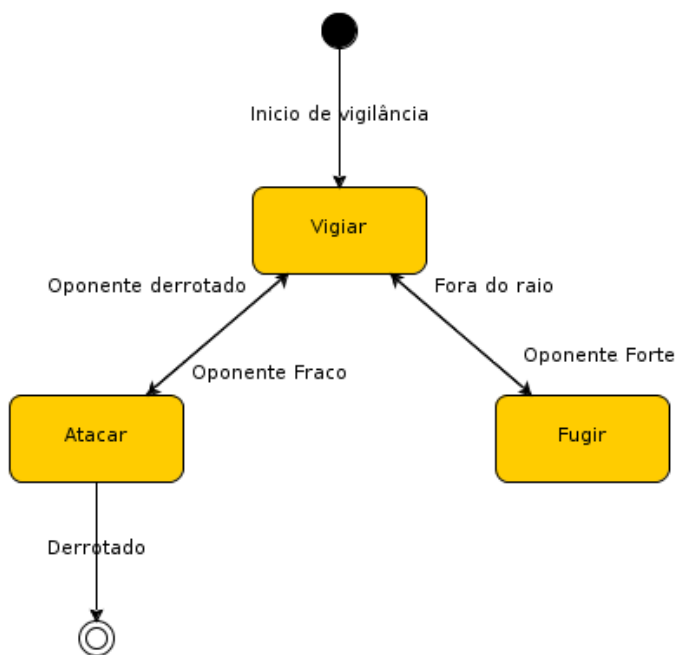 Inicio de vigilância
Vigiar
Oponente derrotado
Fora do raio
Oponente Forte
Oponente Fraco
Atacar
Fugir
Derrotado